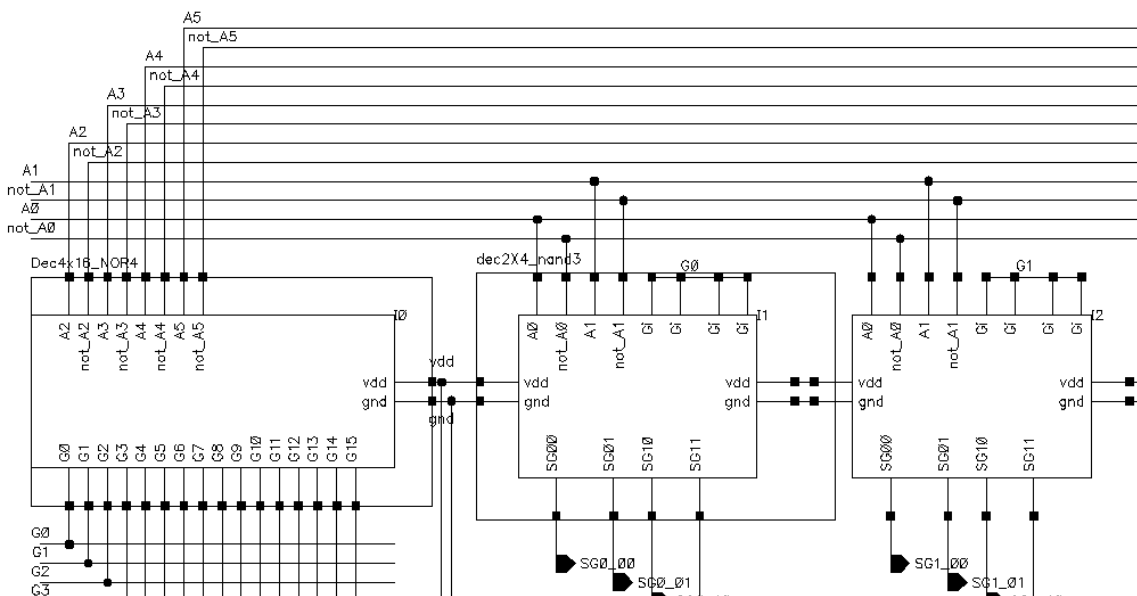 A5
not_A5
A4
not_A4
A3
not_A3
A2
not_A2
A1
not_A1
AØ
not_AØ
Dec4x16_NOR4
dec2X4_nand3
GØ
G1
IØ
I1
I2
A2 not_A2 A3 not_A3 A4 not_A4 A5 not_A5
AØ not_AØ A1 not_A1 Gi Gi Gi Gi
AØ not_AØ A1 not_A1 Gi Gi Gi Gi
vdd
vdd vdd vdd vdd vdd
gnd gnd gnd gnd gnd
gnd
GØ G1 G2 G3 G4 G5 G6 G7 G8 G9 G1Ø G11 G12 G13 G14 G15
SGØØ SGØ1 SG1Ø SG11
SGØØ SGØ1 SG1Ø SG11
GØ
G1
G2
G3
SGØ_ØØ
SG1_ØØ
SGØ_Ø1
SG1_Ø1